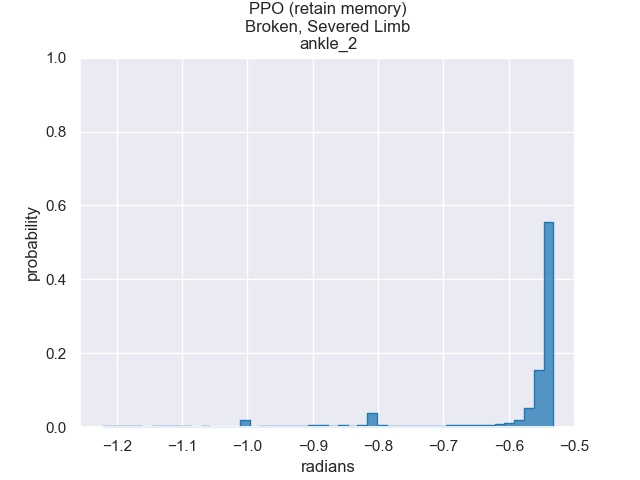 PPO (retain memory)
Broken, Severed Limb
ankle_2
1.0
0.8
0.6
0.4
0.2
0.0
probability
−1.2 −1.1 −1.0 −0.9 −0.8 −0.7 −0.6 −0.5
radians